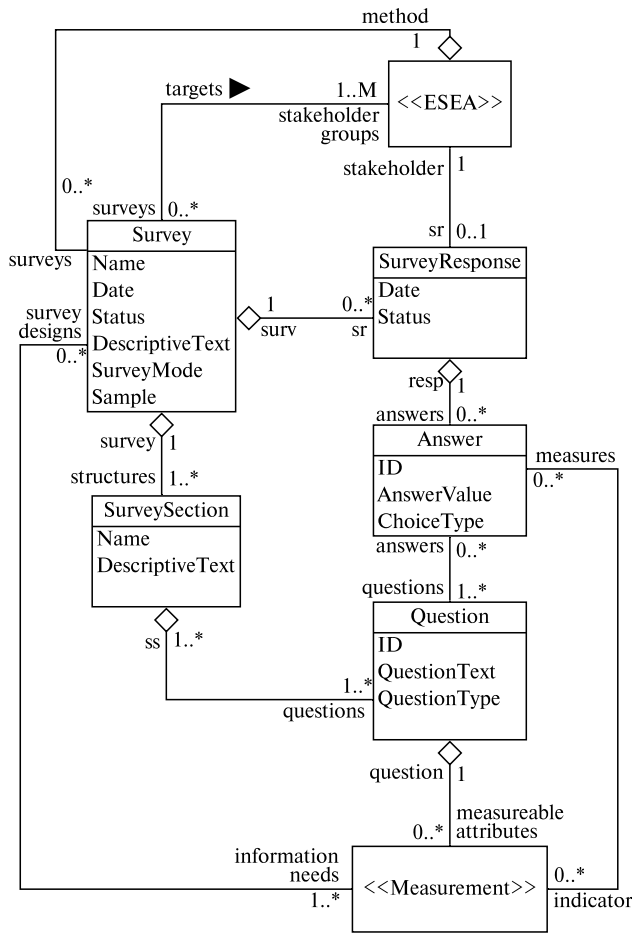 method
1
targets ▶
1..M
<<ESEA>>
stakeholder
groups
stakeholder
1
0..*
surveys
0..*
sr
0..1
surveys
Survey
Name
Date
Status
DescriptiveText
SurveyMode
Sample
SurveyResponse
Date
Status
1
surv
0..*
sr
survey
designs
0..*
resp
1
survey
1
answers
0..*
structures
1..*
Answer
ID
AnswerValue
ChoiceType
measures
0..*
SurveySection
Name
DescriptiveText
answers
0..*
questions
1..*
Question
ID
QuestionText
QuestionType
ss
1..*
1..*
questions
question
1
measureable
attributes
0..*
information
needs
1..*
<<Measurement>>
0..*
indicator